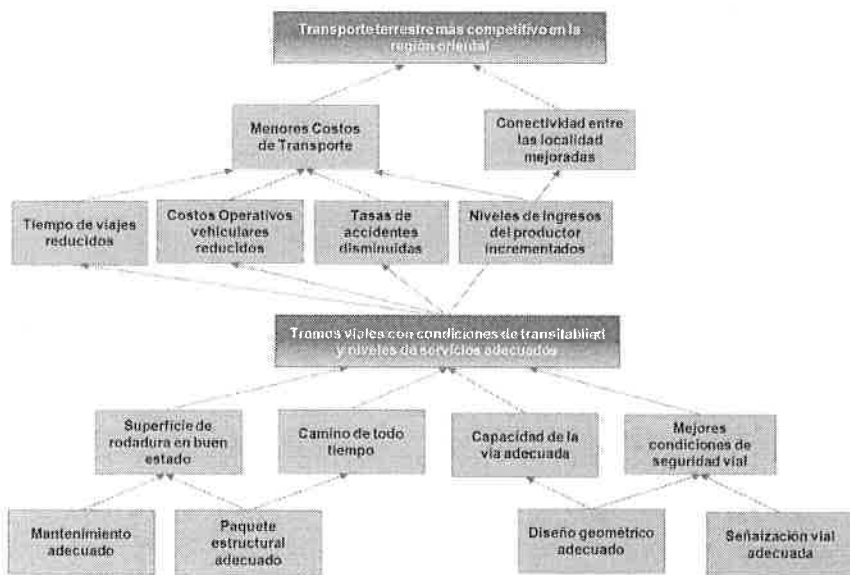 Transporte terrestre más competitivo en la
región oriental
Menores Costos
de Transporte
Conectividad entre
las localidad
mejoradas
Tiempo de viajes
reducidos
Costos Operativos
vehiculares
reducidos
Tasas de
accidentes
disminuidas
Niveles de ingresos
del productor
incrementados
Tramos viales con condiciones de transitablied
y niveles de servicios adecuados
Superficie de
rodadura en buen
estado
Camino de todo
tiempo
Capacidad de la
vía adecuada
Mejores
condiciones de
seguridad vial
Mantenimiento
adecuado
Paquete
estructural
adecuado
Diseño geométrico
adecuado
Señaización vial
adecuada